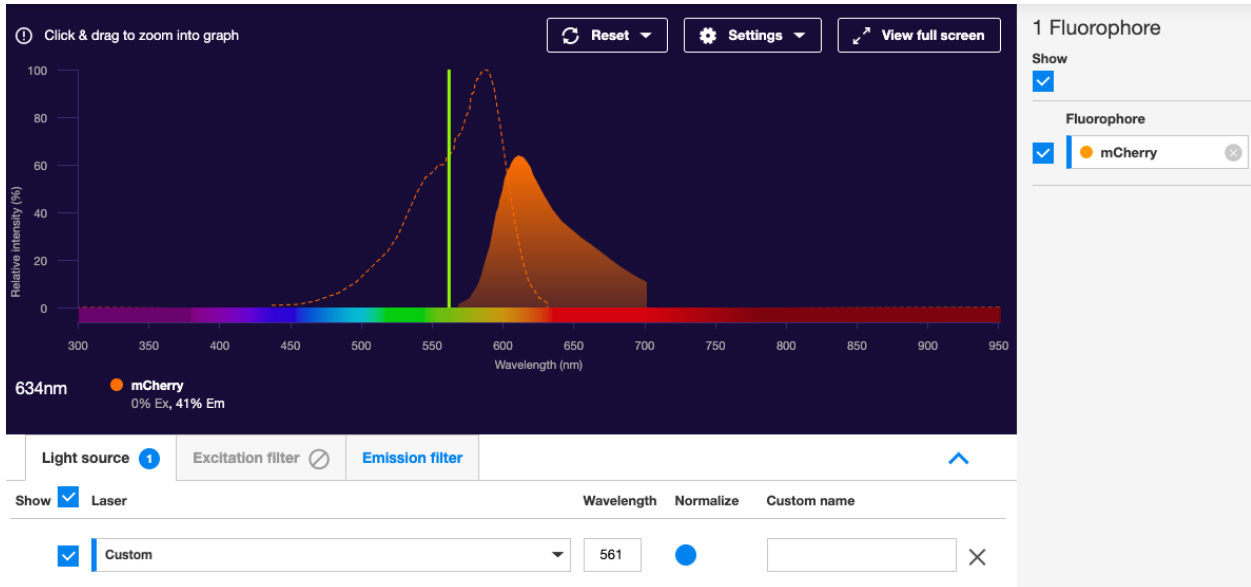 Click & drag to zoom into graph
Reset
Settings
View full screen
Relative intensity (%)
100
80
60
40
20
0
300 350 400 450 500 550 600 650 700 750 800 850 900 950
Wavelength (nm)
634nm
mCherry
0% Ex, 41% Em
1 Fluorophore
Show
Fluorophore
mCherry
Light source 1
Excitation filter
Emission filter
Show Laser Wavelength Normalize Custom name
Custom 561